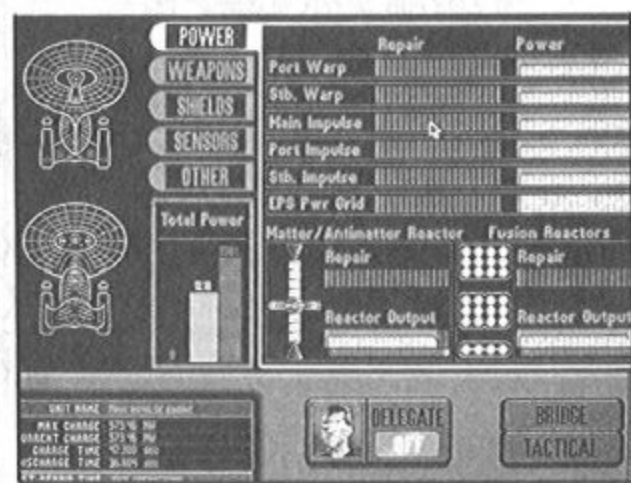 POWER
WEAPONS
SHIELDS
SENSORS
OTHER
Total Power
0
Repair Power
Port Warp
Stb. Warp
Main Impulse
Port Impulse
Stb. Impulse
EPS Pwr Grid
Matter/Antimatter Reactor Fusion Reactors
Repair Repair
Reactor Output Reactor Output
UNIT NAME
MAX CHARGE
CURRENT CHARGE
CHARGE TIME
DISCHARGE TIME
DELEGATE
OFF
BRIDGE
TACTICAL